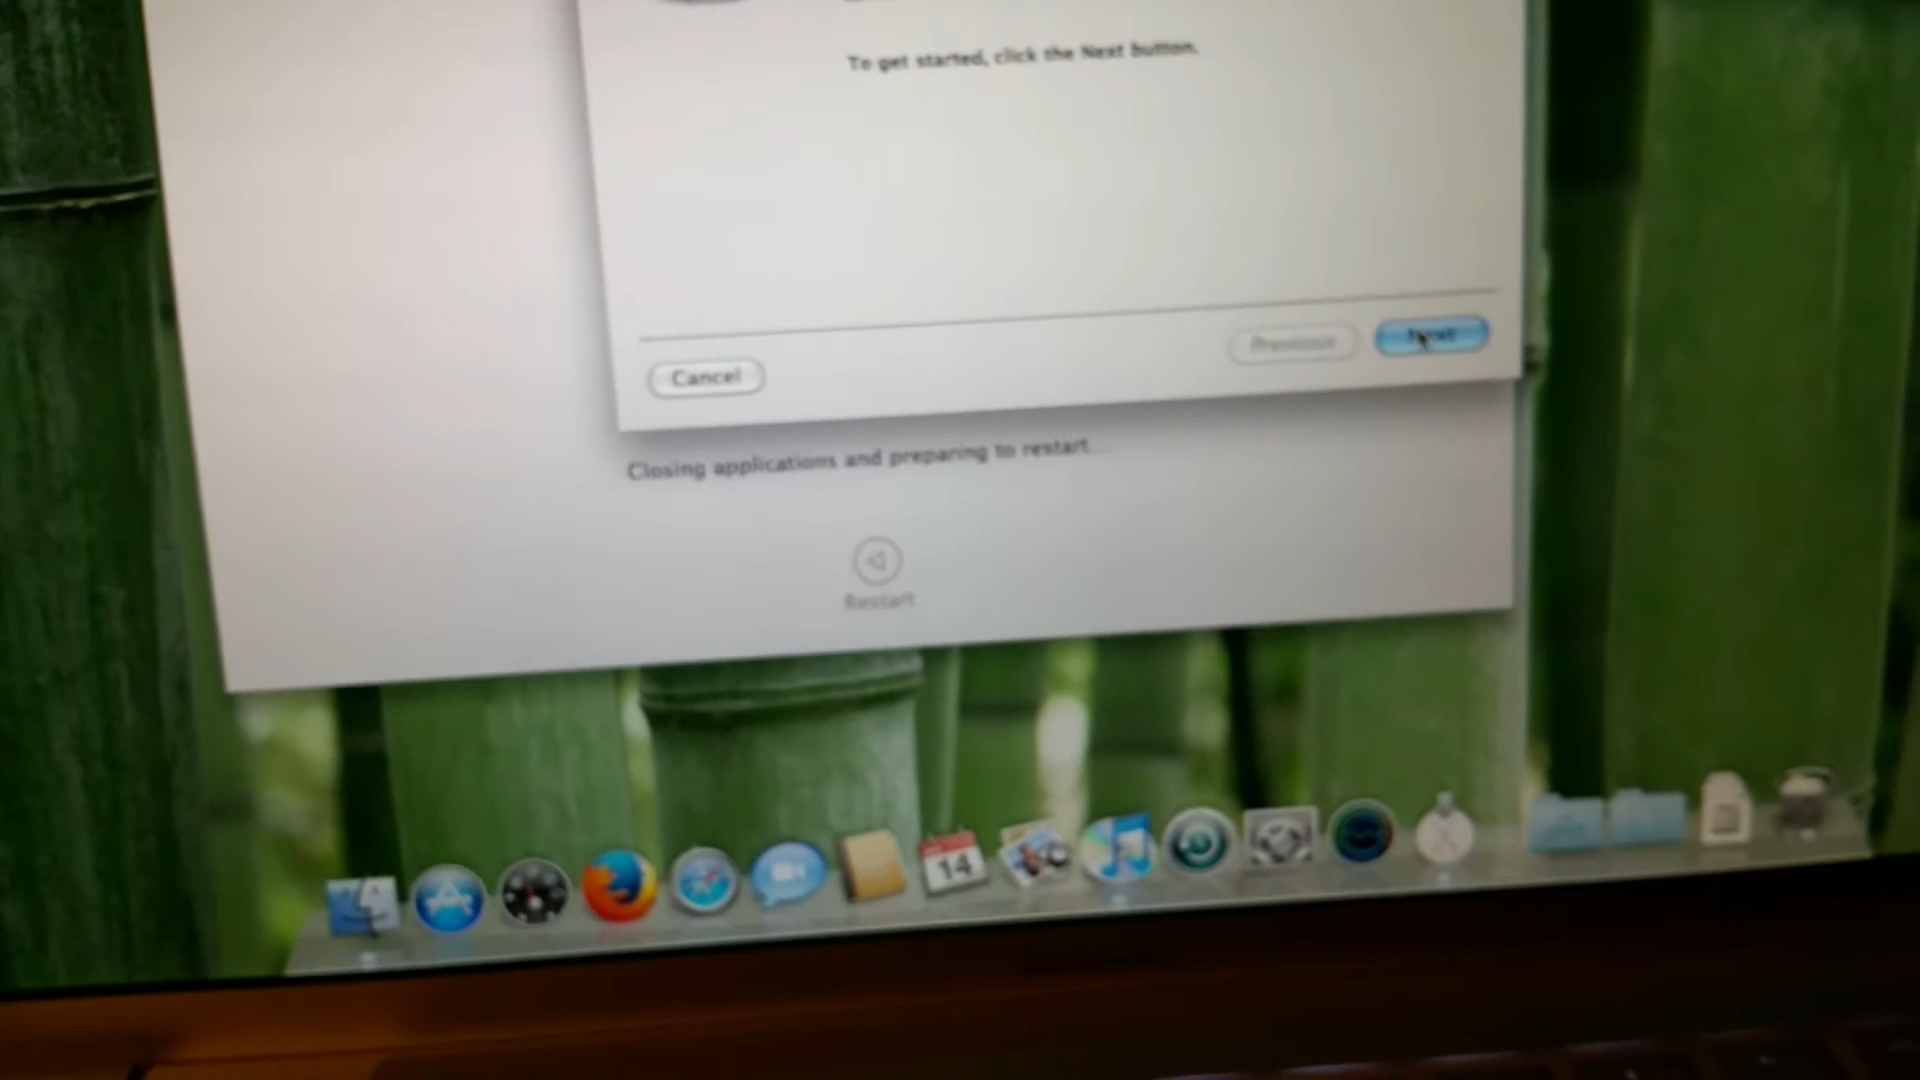 To get started, click the Next button.
Previous
Next
Cancel
Closing applications and preparing to restart...
Restart
14